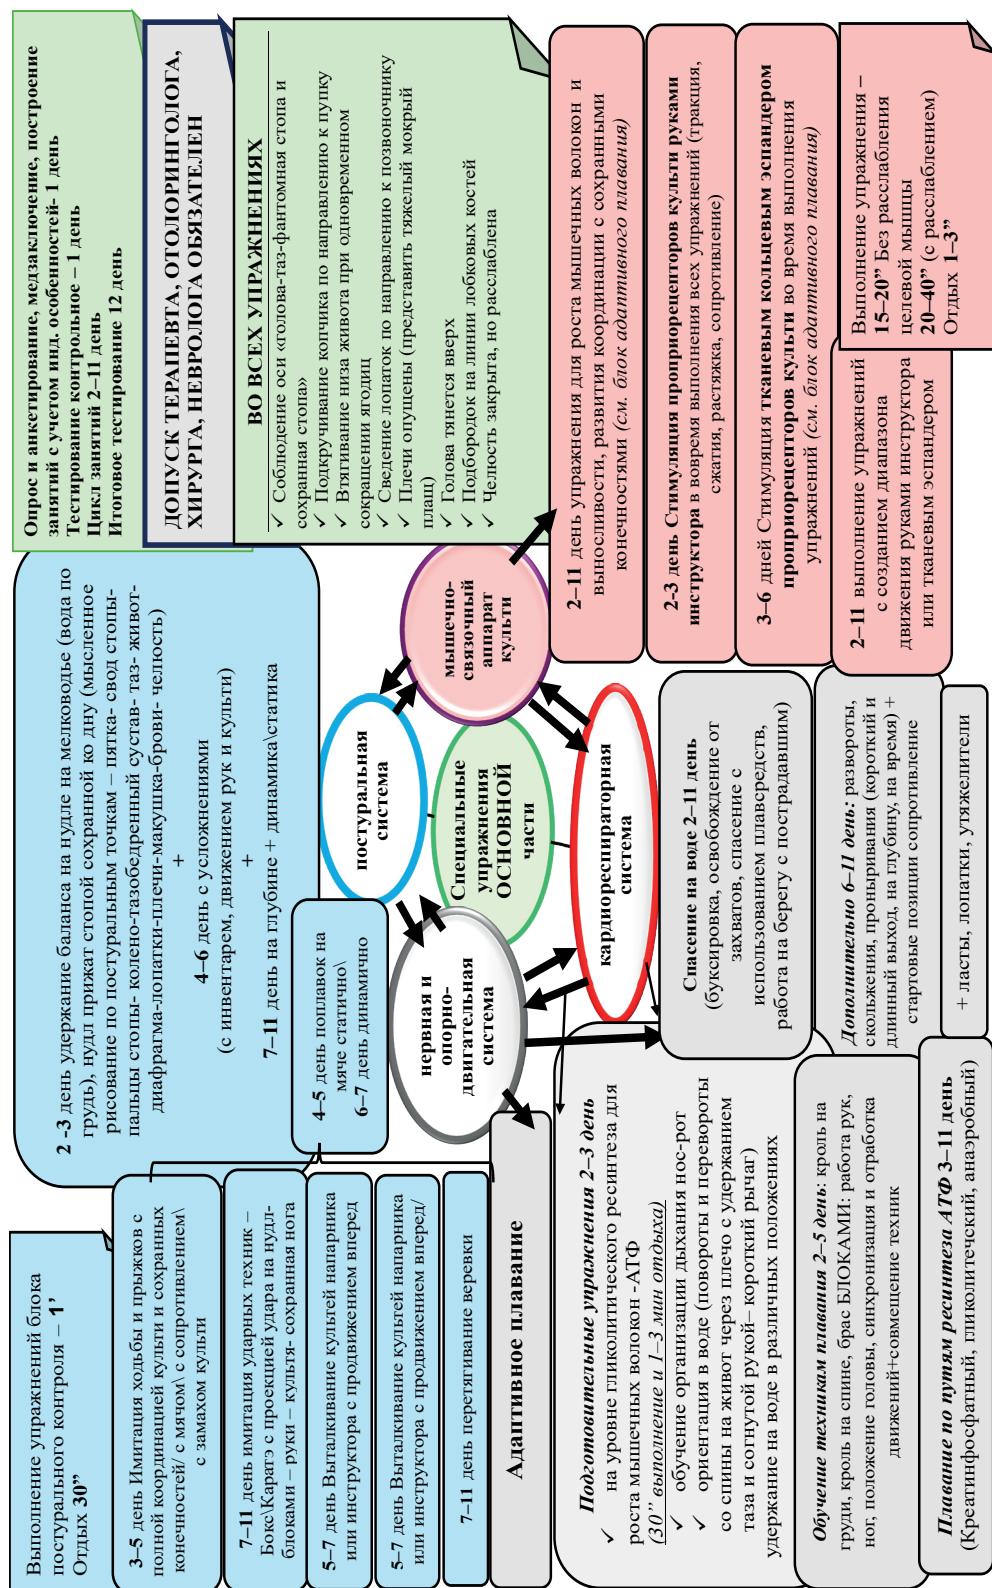 Выполнение упражнений блока
постурального контроля – 1’
Отдых 30”
3–5 день Имитация ходьбы и прыжков с
полной координацией культи и сохранных
конечностей/ с мячом\ с сопротивлением\
с замахом культи
7–11 день имитация ударных техник –
Бокс\Каратэ с проекцией удара на нудл-
блоками – руки – культя- сохранная нога
5–7 день Выталкивание культей напарника
или инструктора с продвижением вперед
5–7 день Выталкивание культей напарника
или инструктора с продвижением вперед/
7–11 день перетягивание веревки
Адаптивное плавание
Подготовительные упражнения 2–3 день
✓ на уровне гликолитического ресинтеза для
роста мышечных волокон -АТФ
(30” выполнение и 1–3 мин отдыха)
✓ обучение организации дыхания нос-рот
✓ ориентация в воде (повороты и перевороты
со спины на живот через плечо с удержанием
таза и согнутой рукой– короткий рычаг)
удержание на воде в различных положениях
Обучение техникам плавания 2–5 день: кроль на
груди, кроль на спине, брас БЛОКАМИ: работа рук,
ног, положение головы, синхронизация и отработка
движений+совмещение техник
Плавание по путям ресинтеза АТФ 3–11 день
(Креатинфосфатный, гликолитечский, анаэробный)
2 -3 день удержание баланса на нудле на мелководье (вода по
грудь), нудл прижат стопой сохранной ко дну (мысленное
рисование по постуральным точкам – пятка- свод стопы-
пальцы стопы- колено-тазобедренный сустав- таз- живот-
диафрагма-лопатки-плечи-макушка-брови- челюсть)
+
4–6 день с усложнениями
(с инвентарем, движением рук и культи)
+
7–11 день на глубине + динамика\статика
4–5 день поплавок на
мяче статично\
6–7 день динамично
нервная и
опорно-
двигательная
система
постуральная
система
Специальные
упражнения
ОСНОВНОЙ
части
кардиореспираторная
система
мышечно-
связочный
аппарат
культи
Спасение на воде 2–11 день
(буксировка, освобождение от
захватов, спасение с
использованием плавсредств,
работа на берегу с пострадавшим)
Дополнительно 6–11 день: развороты,
скольжения, проныривания (короткий и
длинный выход, на глубину, на время) +
стартовые позиции сопротивление
+ ласты, лопатки, утяжелители
Опрос и анкетирование, медзаключение, построение
занятий с учетом инд. особенностей- 1 день
Тестирование контрольное – 1 день
Цикл занятий 2–11 день
Итоговое тестирование 12 день
ДОПУСК ТЕРАПЕВТА, ОТОЛОРИНГОЛОГА,
ХИРУРГА, НЕВРОЛОГА ОБЯЗАТЕЛЕН
ВО ВСЕХ УПРАЖНЕНИЯХ
✓ Соблюдение оси «голова-таз-фантомная стопа и
сохранная стопа»
✓ Подкручивание копчика по направлению к пупку
✓ Втягивание низа живота при одновременном
сокращении ягодиц
✓ Сведение лопаток по направлению к позвоночнику
✓ Плечи опущены (представить тяжелый мокрый
плащ)
✓ Голова тянется вверх
✓ Подбородок на линии лобковых костей
✓ Челюсть закрыта, но расслаблена
2–11 день упражнения для роста мышечных волокон и
выносливости, развития координации с сохранными
конечностями (см. блок адаптивного плавания)
2-3 день Стимуляция проприорецепторов культи руками
инструктора в вовремя выполнения всех упражнений (тракция,
сжатия, растяжка, сопротивление)
3–6 дней Стимуляция тканевым кольцевым эспандером
проприорецепторов культи во время выполнения
упражнений (см. блок адаптивного плавания)
2–11 выполнение упражнений
с созданием диапазона
движения руками инструктора
или тканевым эспандером
Выполнение упражнения –
15–20” Без расслабления
целевой мышцы
20–40” (с расслаблением)
Отдых 1–3”